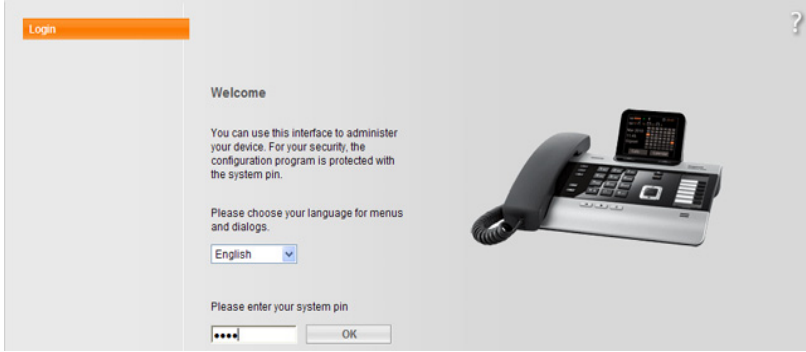 Login
?
Welcome
You can use this interface to administer
your device. For your security, the
configuration program is protected with
the system pin.
Please choose your language for menus
and dialogs.
English
Please enter your system pin
••••
OK